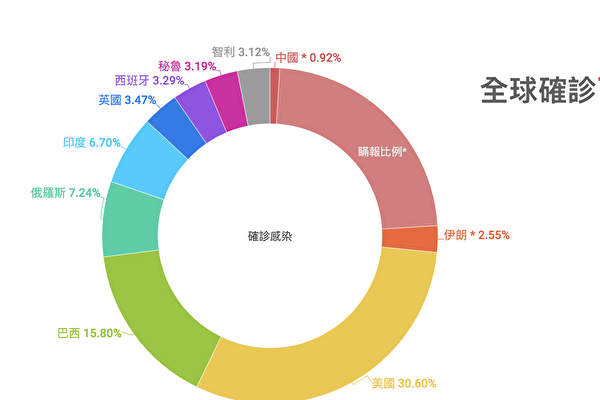 智利 3.12%
中國 * 0.92%
秘魯 3.19%
西班牙 3.29%
英國 3.47%
全球確診
印度 6.70%
瞞報比例*
俄羅斯 7.24%
伊朗 * 2.55%
確診感染
巴西 15.80%
美國 30.60%